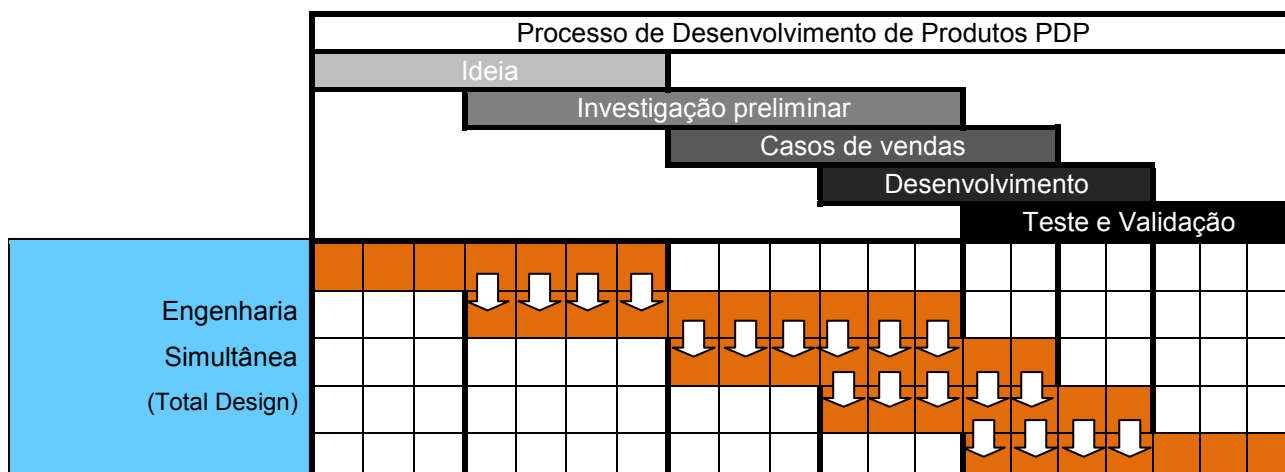 Processo de Desenvolvimento de Produtos PDP
Ideia
Investigação preliminar
Casos de vendas
Desenvolvimento
Teste e Validação
Engenharia
Simultânea
(Total Design)